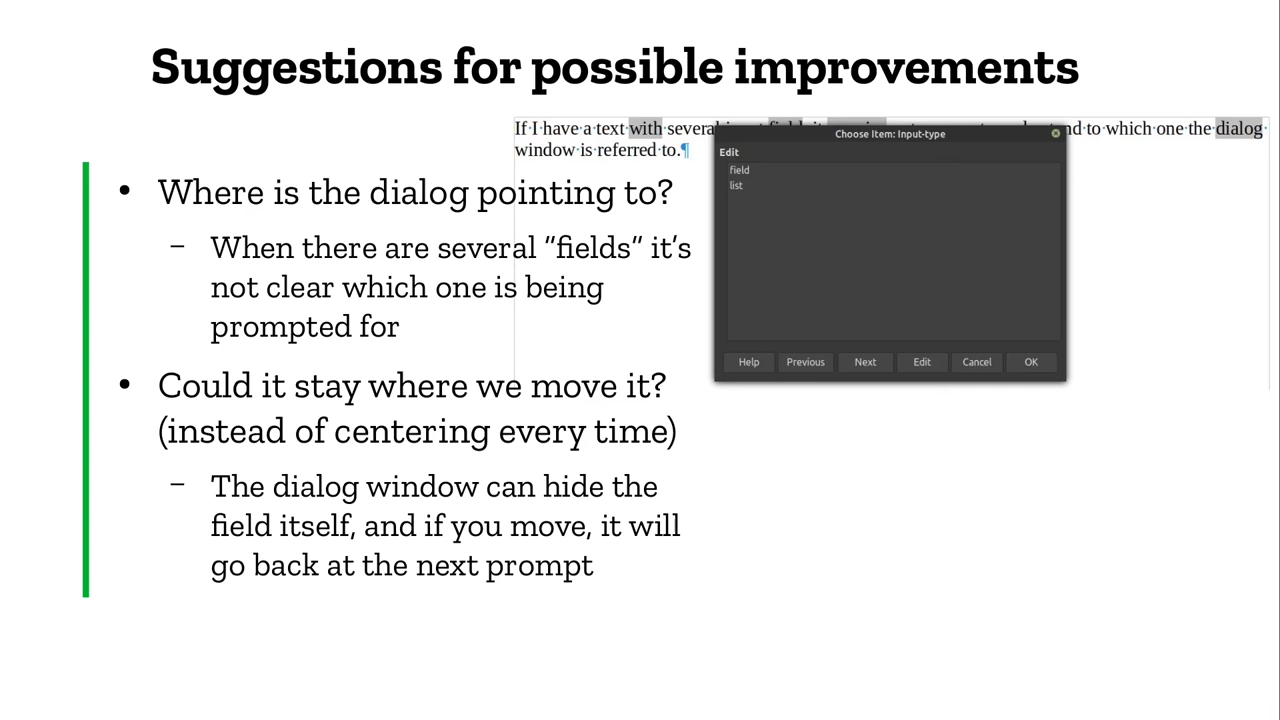 Suggestions for possible improvements
If I have a text with several
nd to which one the dialog
window is referred to.¶
Choose Item: Input-type
Edit
field
list
Help Previous Next Edit Cancel OK
• Where is the dialog pointing to?
– When there are several “fields” it’s
not clear which one is being
prompted for
• Could it stay where we move it?
(instead of centering every time)
– The dialog window can hide the
field itself, and if you move, it will
go back at the next prompt